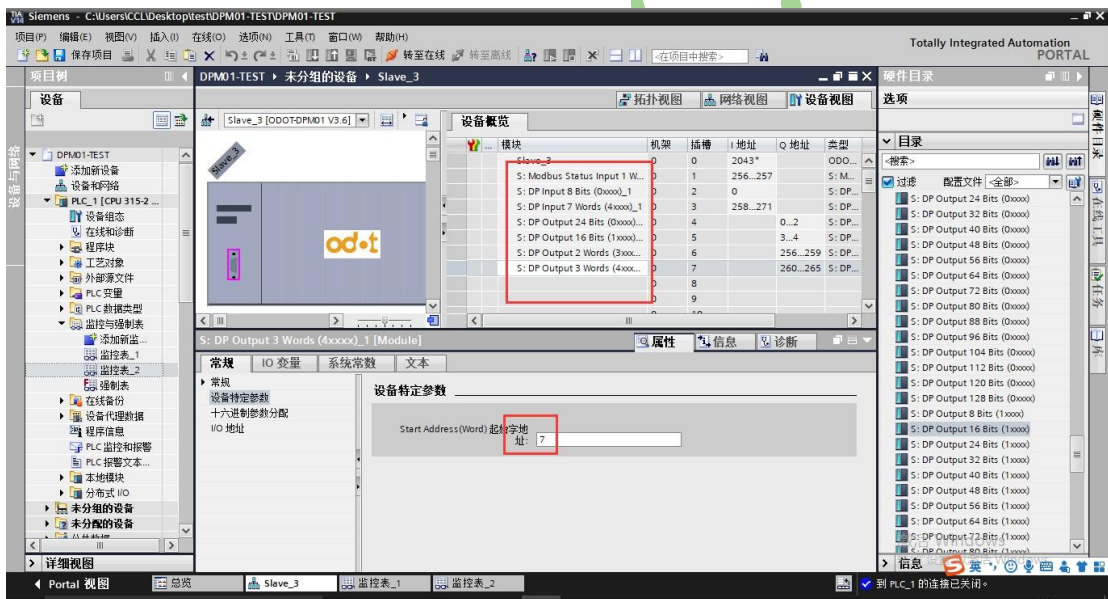 Siemens - C:\Users\CCL\Desktop\test\DPM01-TEST\DPM01-TEST
项目(P) 编辑(E) 视图(V) 插入(I) 在线(O) 选项(N) 工具(T) 窗口(W) 帮助(H)
Totally Integrated Automation
PORTAL
保存项目 转至在线 转至离线 <在项目中搜索>
项目树
DPM01-TEST 未分组的设备 Slave_3
硬件目录
设备
拓扑视图 网络视图 设备视图
选项
Slave_3 [ODOT-DPM01 V3.6]
设备概览
设备与网络
DPM01-TEST
添加新设备
设备和网络
PLC_1 [CPU 315-2 ...
设备组态
在线和诊断
程序块
工艺对象
外部源文件
PLC 变量
PLC 数据类型
监控与强制表
添加新监...
监控表_1
监控表_2
强制表
在线备份
设备代理数据
程序信息
PLC 监控和报警
PLC 报警文本...
本地模块
分布式 I/O
未分组的设备
未分配的设备
详细视图
Slave_3
odot
... 模块 机架 插槽 I 地址 Q 地址 类型
Slave_3 0 0 2043* ODO...
S: Modbus Status Input 1 W... 0 1 256...257 S: M...
S: DP Input 8 Bits (0xxxx)_1 0 2 0 S: DP...
S: DP Input 7 Words (4xxxx)_1 0 3 258...271 S: DP...
S: DP Output 24 Bits (0xxxx)... 0 4 0...2 S: DP...
S: DP Output 16 Bits (1xxxx)... 0 5 3...4 S: DP...
S: DP Output 2 Words (3xxx... 0 6 256...259 S: DP...
S: DP Output 3 Words (4xxx... 0 7 260...265 S: DP...
0 8
0 9
S: DP Output 3 Words (4xxxx)_1 [Module]
属性 信息 诊断
常规 IO 变量 系统常数 文本
常规
设备特定参数
十六进制参数分配
I/O 地址
设备特定参数
Start Address(Word) 起始字地
址: 7
目录
<搜索>
过滤 配置文件 <全部>
S: DP Output 24 Bits (0xxxx)
S: DP Output 32 Bits (0xxxx)
S: DP Output 40 Bits (0xxxx)
S: DP Output 48 Bits (0xxxx)
S: DP Output 56 Bits (0xxxx)
S: DP Output 64 Bits (0xxxx)
S: DP Output 72 Bits (0xxxx)
S: DP Output 80 Bits (0xxxx)
S: DP Output 88 Bits (0xxxx)
S: DP Output 96 Bits (0xxxx)
S: DP Output 104 Bits (0xxxx)
S: DP Output 112 Bits (0xxxx)
S: DP Output 120 Bits (0xxxx)
S: DP Output 128 Bits (0xxxx)
S: DP Output 8 Bits (1xxxx)
S: DP Output 16 Bits (1xxxx)
S: DP Output 24 Bits (1xxxx)
S: DP Output 32 Bits (1xxxx)
S: DP Output 40 Bits (1xxxx)
S: DP Output 48 Bits (1xxxx)
S: DP Output 56 Bits (1xxxx)
S: DP Output 64 Bits (1xxxx)
S: DP Output 72 Bits (1xxxx)
S: DP Output 80 Bits (1xxxx)
信息
英
硬件目录
在线工具
任务
库
Portal 视图 总览 Slave_3 监控表_1 监控表_2
到 PLC_1 的连接已关闭。